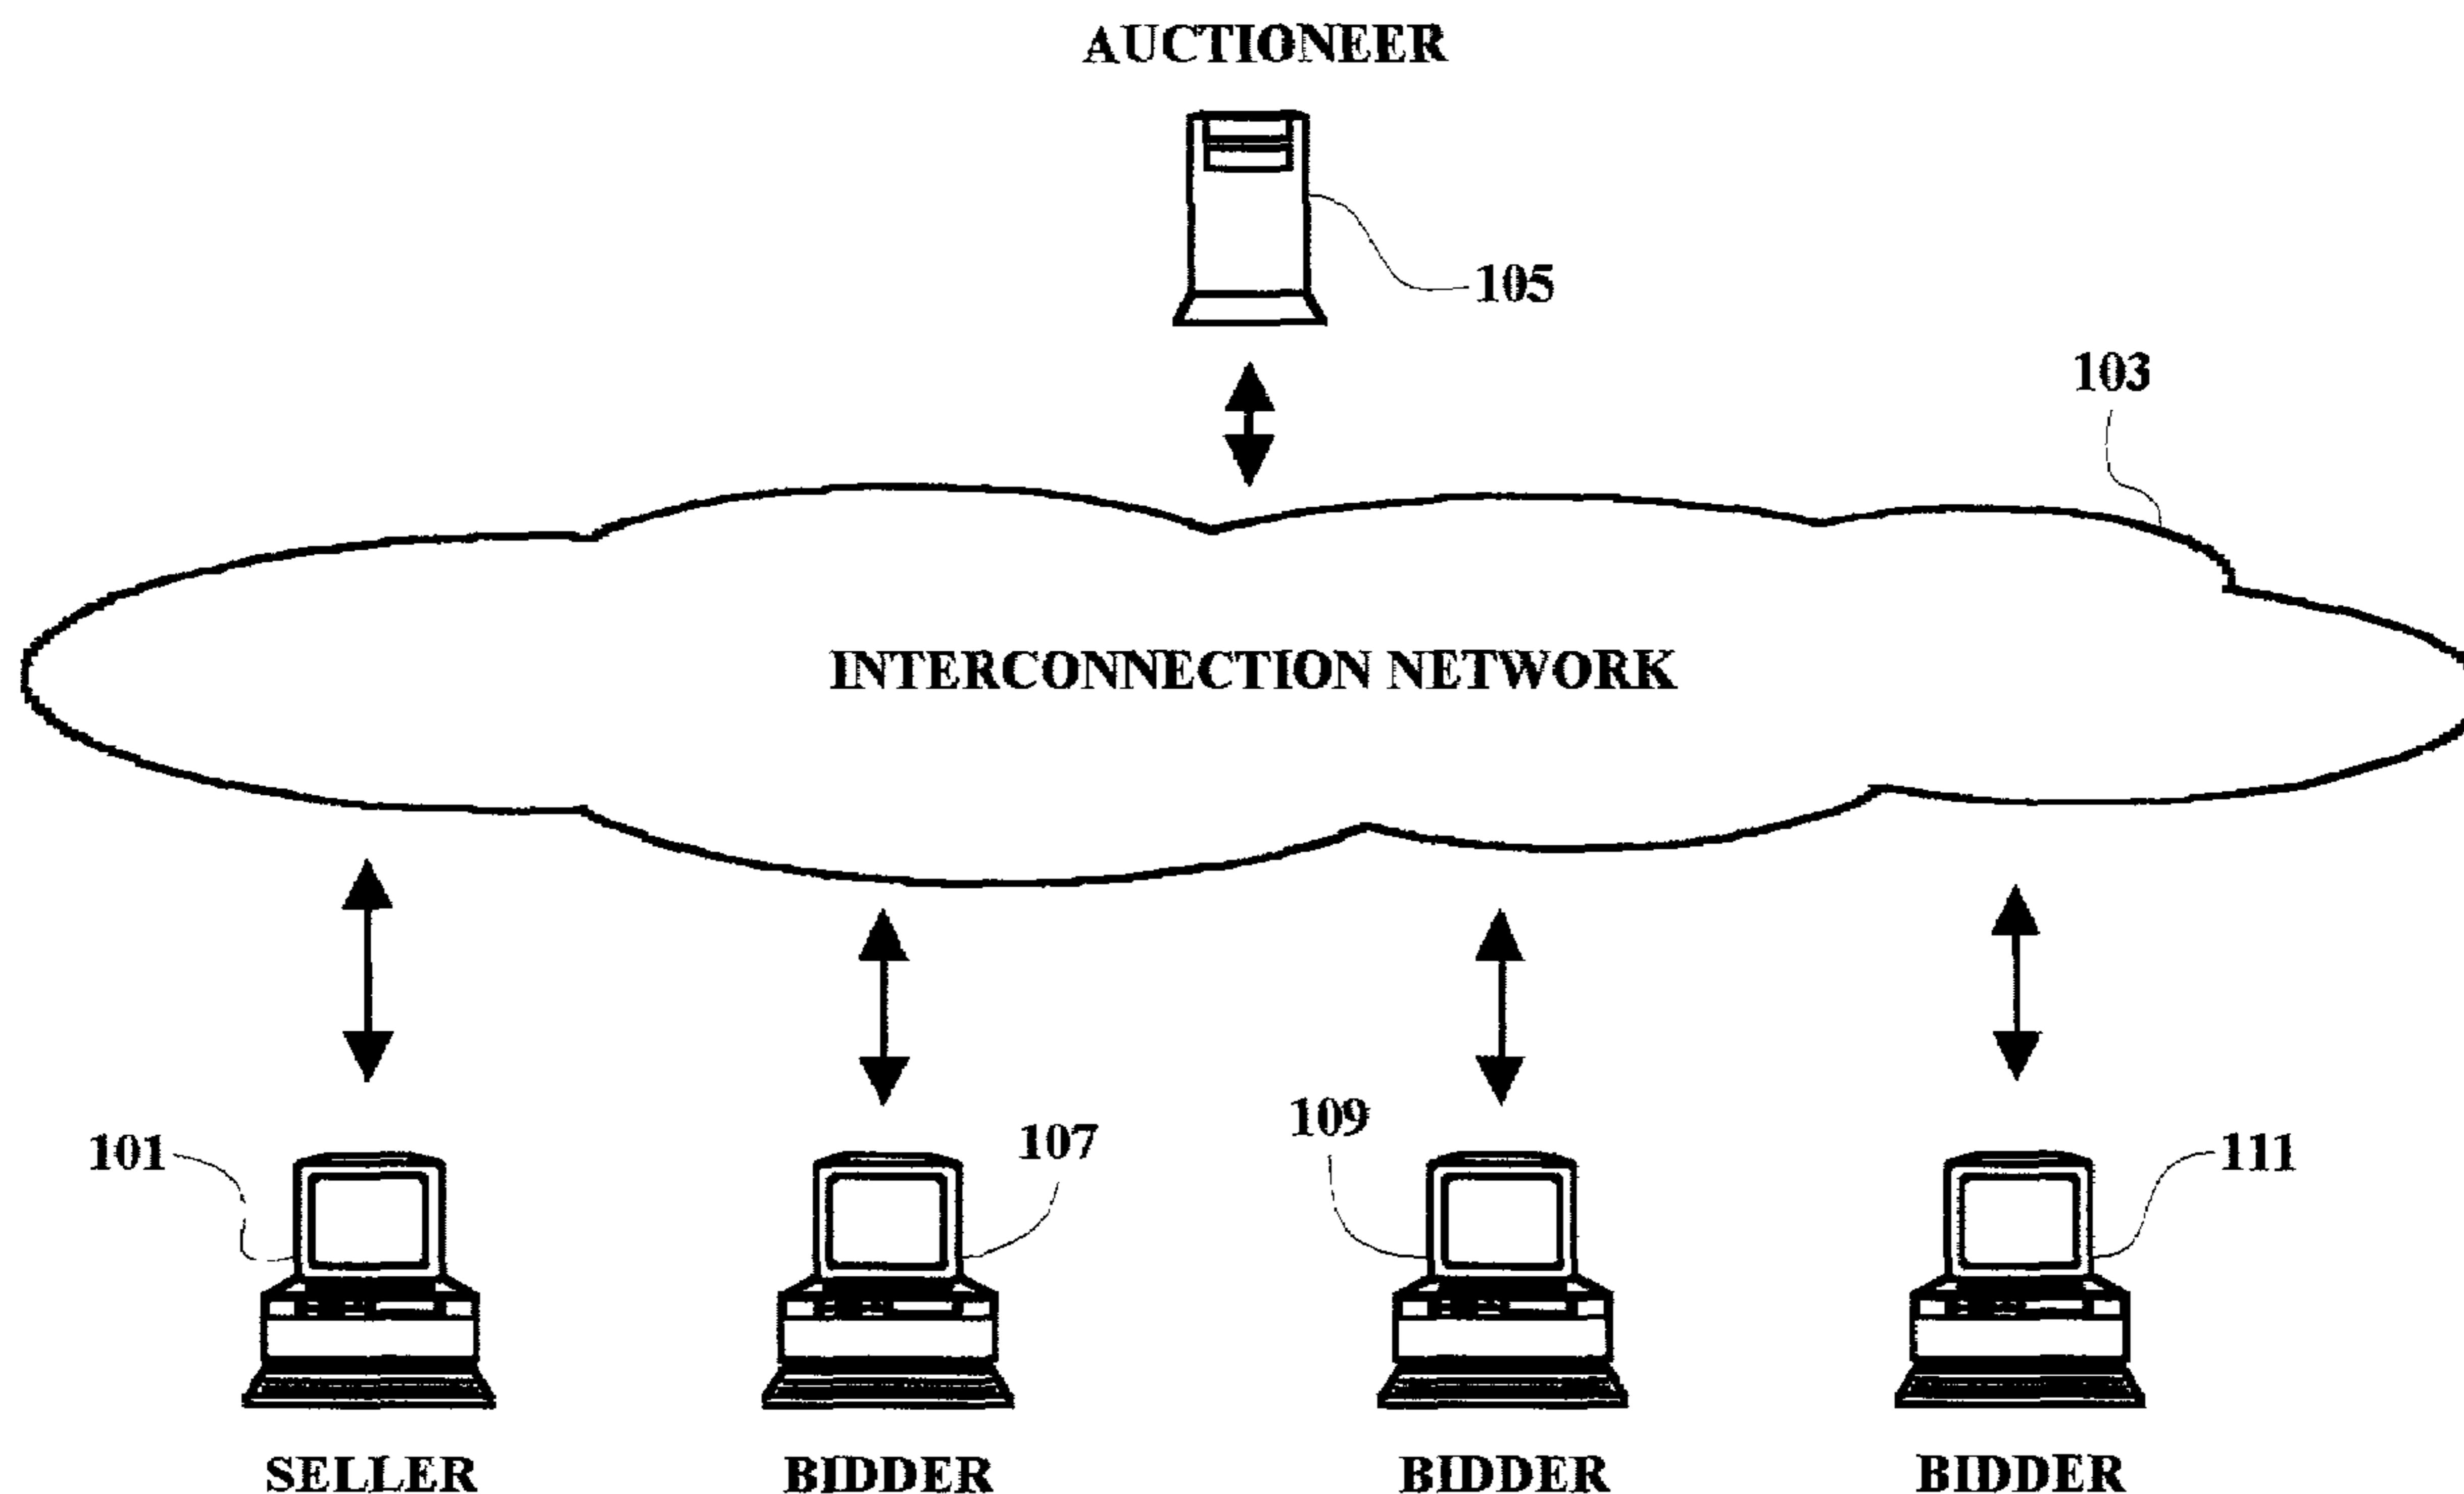 AUCTIONEER
105
103
INTERCONNECTION NETWORK
101
107
109
111
SELLER
BIDDER
BIDDER
BIDDER